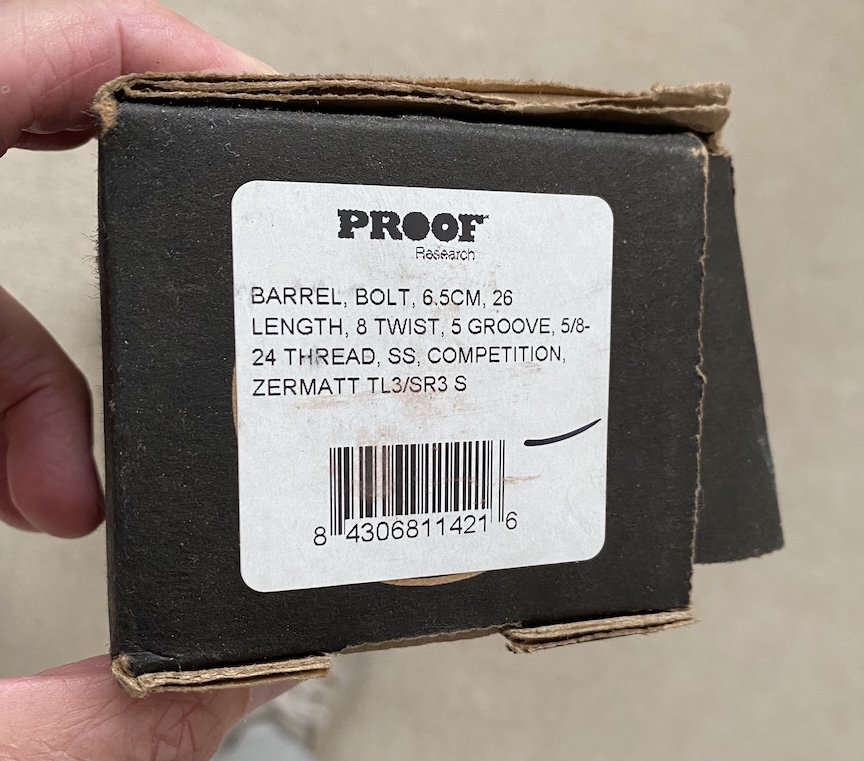 PROOF
Research
BARREL, BOLT, 6.5CM, 26
LENGTH, 8 TWIST, 5 GROOVE, 5/8-
24 THREAD, SS, COMPETITION,
ZERMATT TL3/SR3 S
8 4306811421 6